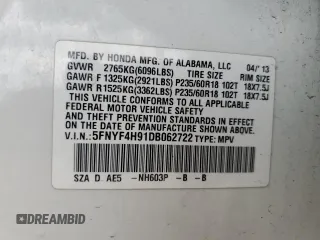 MFD. BY HONDA MFG. OF ALABAMA, LLC 04/'13
GVWR 2765KG(6096LBS) TIRE SIZE RIM SIZE
GAWR F 1325KG(2921LBS) P235/60R18 102T 18X7.5J
GAWR R 1525KG(3362LBS) P235/60R18 102T 18X7.5J
THIS VEHICLE CONFORMS TO ALL APPLICABLE
FEDERAL MOTOR VEHICLE SAFETY AND
THEFT PREVENTION STANDARDS IN EFFECT ON
THE DATE OF MANUFACTURE SHOWN ABOVE.
V.I.N.: 5FNYF4H91DB062722 TYPE: MPV
SZA D AE5 -NH603P -B -B
© DEALERSHIP